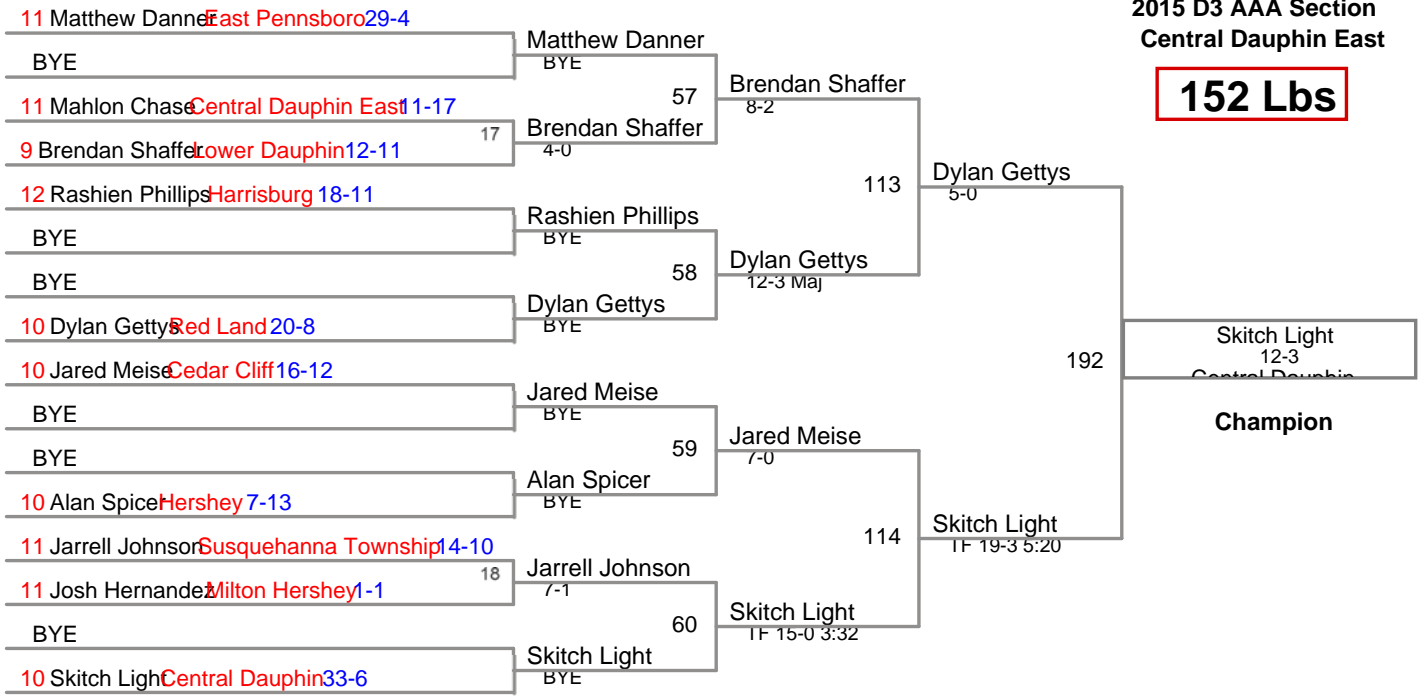 2015 D3 AAA Section
Central Dauphin East
152 Lbs
11 Matthew Danner East Pennsboro 29-4
BYE
Matthew Danner
BYE
57
11 Mahlon Chase Central Dauphin East 11-17
17
9 Brendan Shaffer Lower Dauphin 12-11
Brendan Shaffer
4-0
Brendan Shaffer
8-2
113
12 Rashien Phillips Harrisburg 18-11
BYE
Rashien Phillips
BYE
58
BYE
10 Dylan Gettys Red Land 20-8
Dylan Gettys
BYE
Dylan Gettys
12-3 Maj
Dylan Gettys
5-0
192
10 Jared Meise Cedar Cliff 16-12
BYE
Jared Meise
BYE
59
BYE
10 Alan Spicer Hershey 7-13
Alan Spicer
BYE
Jared Meise
7-0
114
11 Jarrell Johnson Susquehanna Township 14-10
18
11 Josh Hernandez Milton Hershey 1-1
Jarrell Johnson
7-1
60
BYE
10 Skitch Light Central Dauphin 33-6
Skitch Light
BYE
Skitch Light
TF 15-0 3:32
Skitch Light
TF 19-3 5:20
Skitch Light
12-3
Central Dauphin
Champion